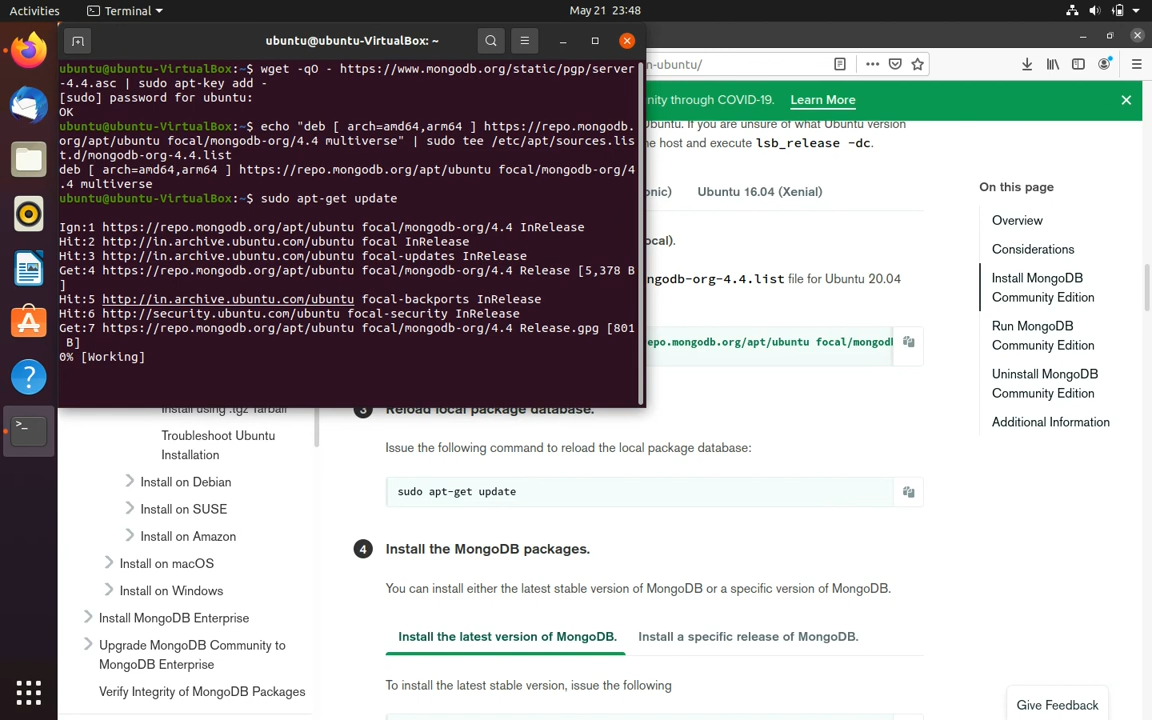 Activities
Terminal
May 21 23:48
ubuntu@ubuntu-VirtualBox: ~
ubuntu@ubuntu-VirtualBox:~$ wget -qO - https://www.mongodb.org/static/pgp/server
-4.4.asc | sudo apt-key add -
[sudo] password for ubuntu:
OK
ubuntu@ubuntu-VirtualBox:~$ echo "deb [ arch=amd64,arm64 ] https://repo.mongodb.
org/apt/ubuntu focal/mongodb-org/4.4 multiverse" | sudo tee /etc/apt/sources.lis
t.d/mongodb-org-4.4.list
deb [ arch=amd64,arm64 ] https://repo.mongodb.org/apt/ubuntu focal/mongodb-org/4
.4 multiverse
ubuntu@ubuntu-VirtualBox:~$ sudo apt-get update
Ign:1 https://repo.mongodb.org/apt/ubuntu focal/mongodb-org/4.4 InRelease
Hit:2 http://in.archive.ubuntu.com/ubuntu focal InRelease
Hit:3 http://in.archive.ubuntu.com/ubuntu focal-updates InRelease
Get:4 https://repo.mongodb.org/apt/ubuntu focal/mongodb-org/4.4 Release [5,378 B
]
Hit:5 http://in.archive.ubuntu.com/ubuntu focal-backports InRelease
Hit:6 http://security.ubuntu.com/ubuntu focal-security InRelease
Get:7 https://repo.mongodb.org/apt/ubuntu focal/mongodb-org/4.4 Release.gpg [801
B]
0% [Working]
n-ubuntu/
nity through COVID-19. Learn More
Ubuntu. If you are unsure of what Ubuntu version
he host and execute lsb_release -dc.
onic) Ubuntu 16.04 (Xenial)
ocal).
ngodb-org-4.4.list file for Ubuntu 20.04
epo.mongodb.org/apt/ubuntu focal/mongod
3 Reload local package database.
Issue the following command to reload the local package database:
sudo apt-get update
4 Install the MongoDB packages.
You can install either the latest stable version of MongoDB or a specific version of MongoDB.
Install the latest version of MongoDB. Install a specific release of MongoDB.
To install the latest stable version, issue the following
On this page
Overview
Considerations
Install MongoDB
Community Edition
Run MongoDB
Community Edition
Uninstall MongoDB
Community Edition
Additional Information
Install using .tgz Tarball
Troubleshoot Ubuntu
Installation
Install on Debian
Install on SUSE
Install on Amazon
Install on macOS
Install on Windows
Install MongoDB Enterprise
Upgrade MongoDB Community to
MongoDB Enterprise
Verify Integrity of MongoDB Packages
Give Feedback